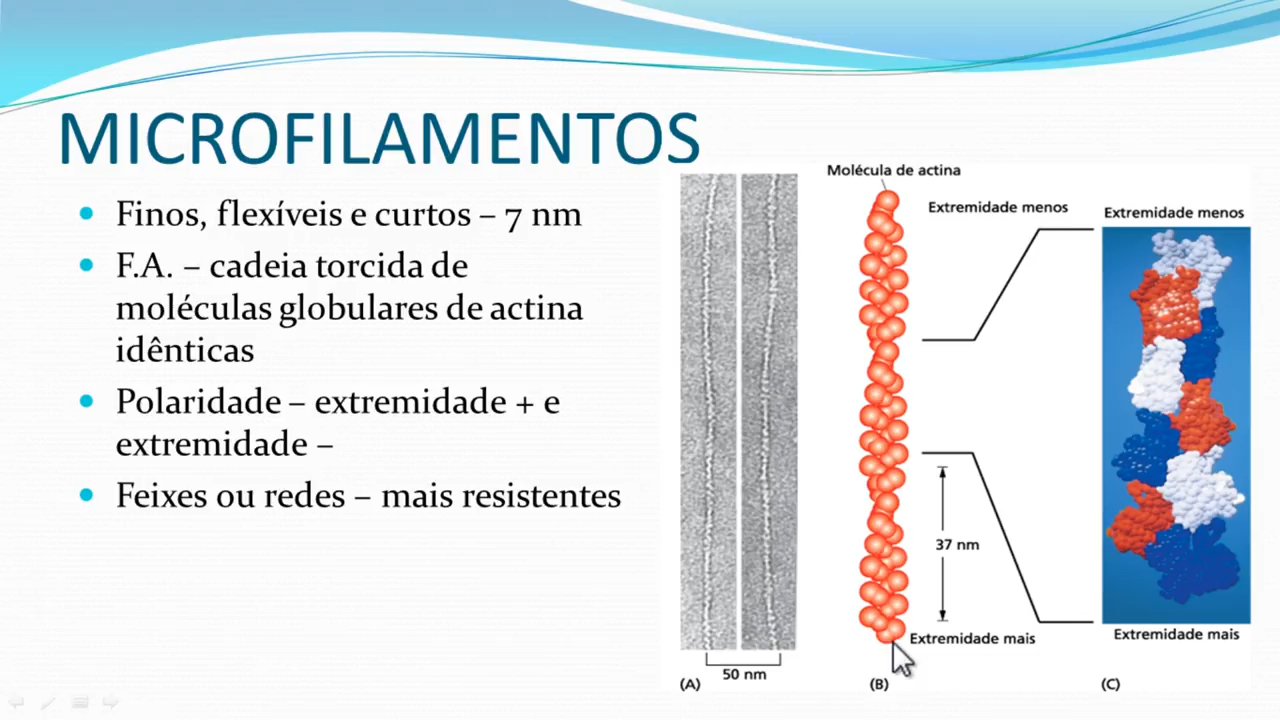 MICROFILAMENTOS
Finos, flexíveis e curtos – 7 nm
F.A. – cadeia torcida de
moléculas globulares de actina
idênticas
Polaridade – extremidade + e
extremidade –
Feixes ou redes – mais resistentes
Molécula de actina
Extremidade menos
Extremidade menos
37 nm
Extremidade mais
Extremidade mais
50 nm
(A)
(B)
(C)